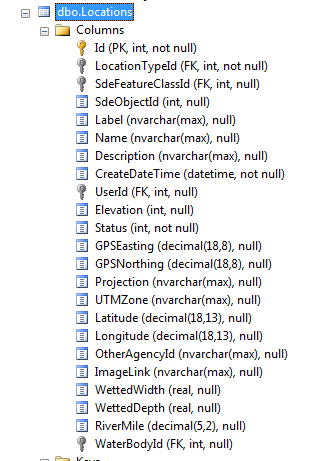 dbo.Locations
Columns
Id (PK, int, not null)
LocationTypeId (FK, int, not null)
SdeFeatureClassId (FK, int, null)
SdeObjectId (int, null)
Label (nvarchar(max), null)
Name (nvarchar(max), null)
Description (nvarchar(max), null)
CreateDateTime (datetime, not null)
UserId (FK, int, null)
Elevation (int, null)
Status (int, not null)
GPSEasting (decimal(18,8), null)
GPSNorthing (decimal(18,8), null)
Projection (nvarchar(max), null)
UTMZone (nvarchar(max), null)
Latitude (decimal(18,13), null)
Longitude (decimal(18,13), null)
OtherAgencyId (nvarchar(max), null)
ImageLink (nvarchar(max), null)
WettedWidth (real, null)
WettedDepth (real, null)
RiverMile (decimal(5,2), null)
WaterBodyId (FK, int, null)